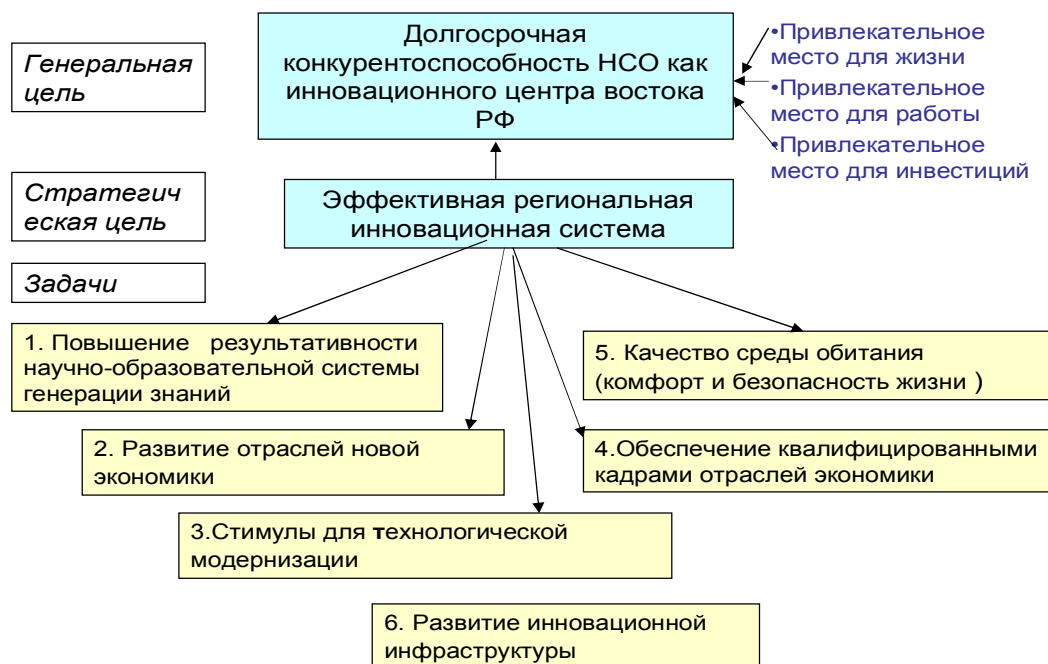 Генеральная
цель
Долгосрочная
конкурентоспособность НСО как
инновационного центра востока
РФ
•Привлекательное
место для жизни
•Привлекательное
место для работы
•Привлекательное
место для инвестиций
Стратегич
еская цель
Эффективная региональная
инновационная система
Задачи
1. Повышение результативности
научно-образовательной системы
генерации знаний
5. Качество среды обитания
(комфорт и безопасность жизни )
2. Развитие отраслей новой
экономики
4.Обеспечение квалифицированными
кадрами отраслей экономики
3.Стимулы для технологической
модернизации
6. Развитие инновационной
инфраструктуры